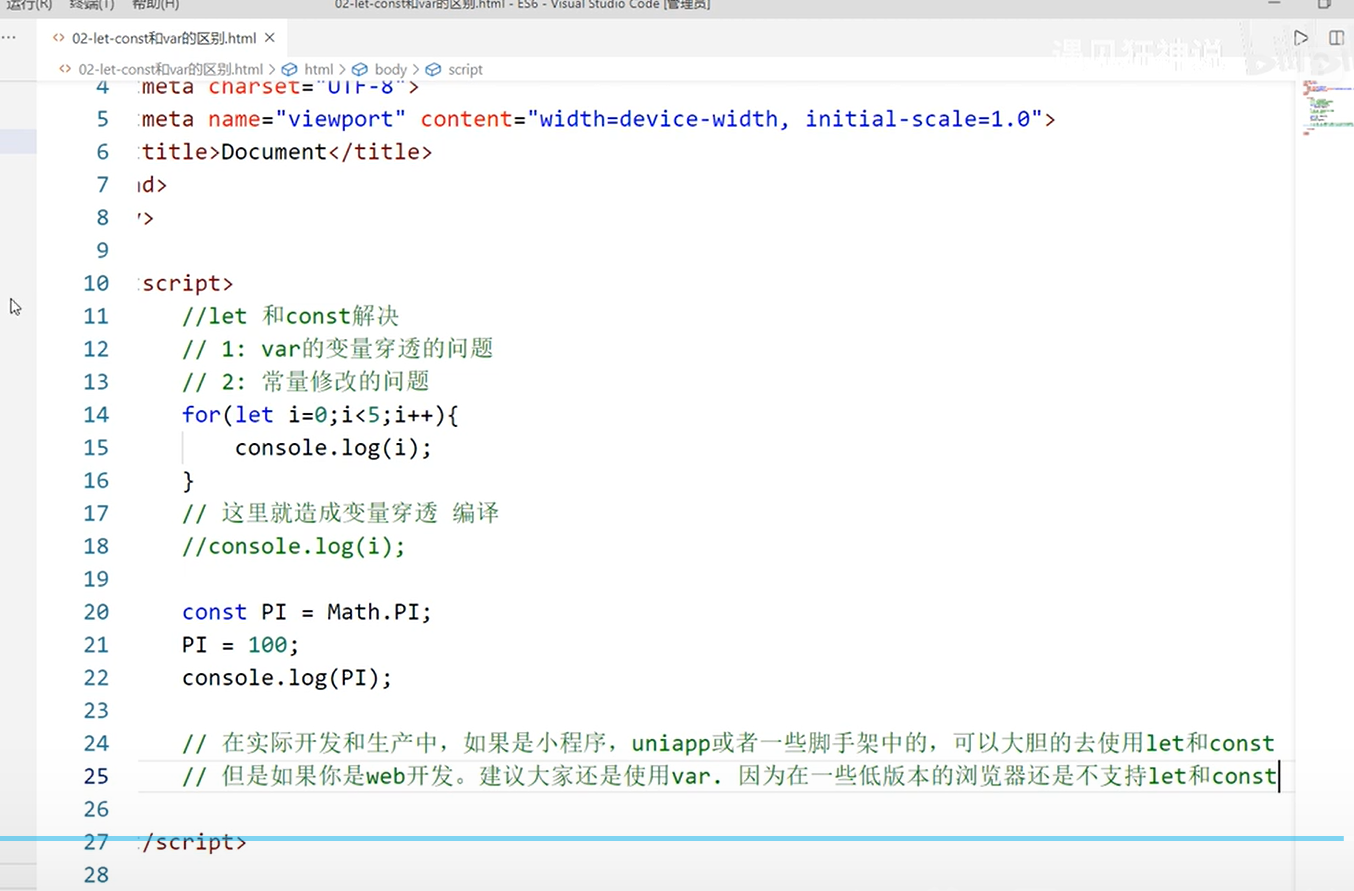 运行(R) 终端(T) 帮助(H) 02-let-const和var的区别.html - ES6 - Visual Studio Code [管理员]
02-let-const和var的区别.html
遇见狂神说 bilibili
02-let-const和var的区别.html > html > body > script
4 meta charset="UTF-8">
5 meta name="viewport" content="width=device-width, initial-scale=1.0">
6 title>Document</title>
7 d>
8 >
9
10 script>
11 //let 和const解决
12 // 1: var的变量穿透的问题
13 // 2: 常量修改的问题
14 for(let i=0;i<5;i++){
15 console.log(i);
16 }
17 // 这里就造成变量穿透 编译
18 //console.log(i);
19
20 const PI = Math.PI;
21 PI = 100;
22 console.log(PI);
23
24 // 在实际开发和生产中，如果是小程序，uniapp或者一些脚手架中的，可以大胆的去使用let和const
25 // 但是如果你是web开发。建议大家还是使用var. 因为在一些低版本的浏览器还是不支持let和const
26
27 /script>
28